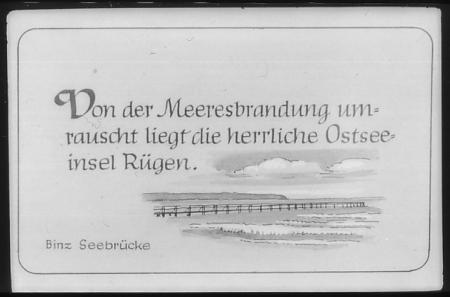 Von der Meeresbrandung um=
rauscht liegt die herrliche Ostsee=
insel Rügen.
Binz Seebrücke